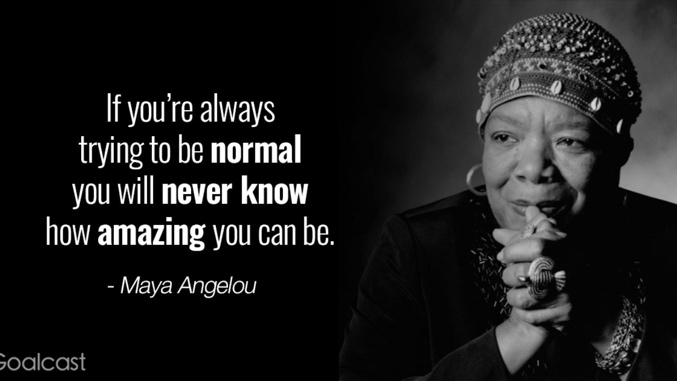 If you’re always
trying to be normal
you will never know
how amazing you can be.
- Maya Angelou
Goalcast